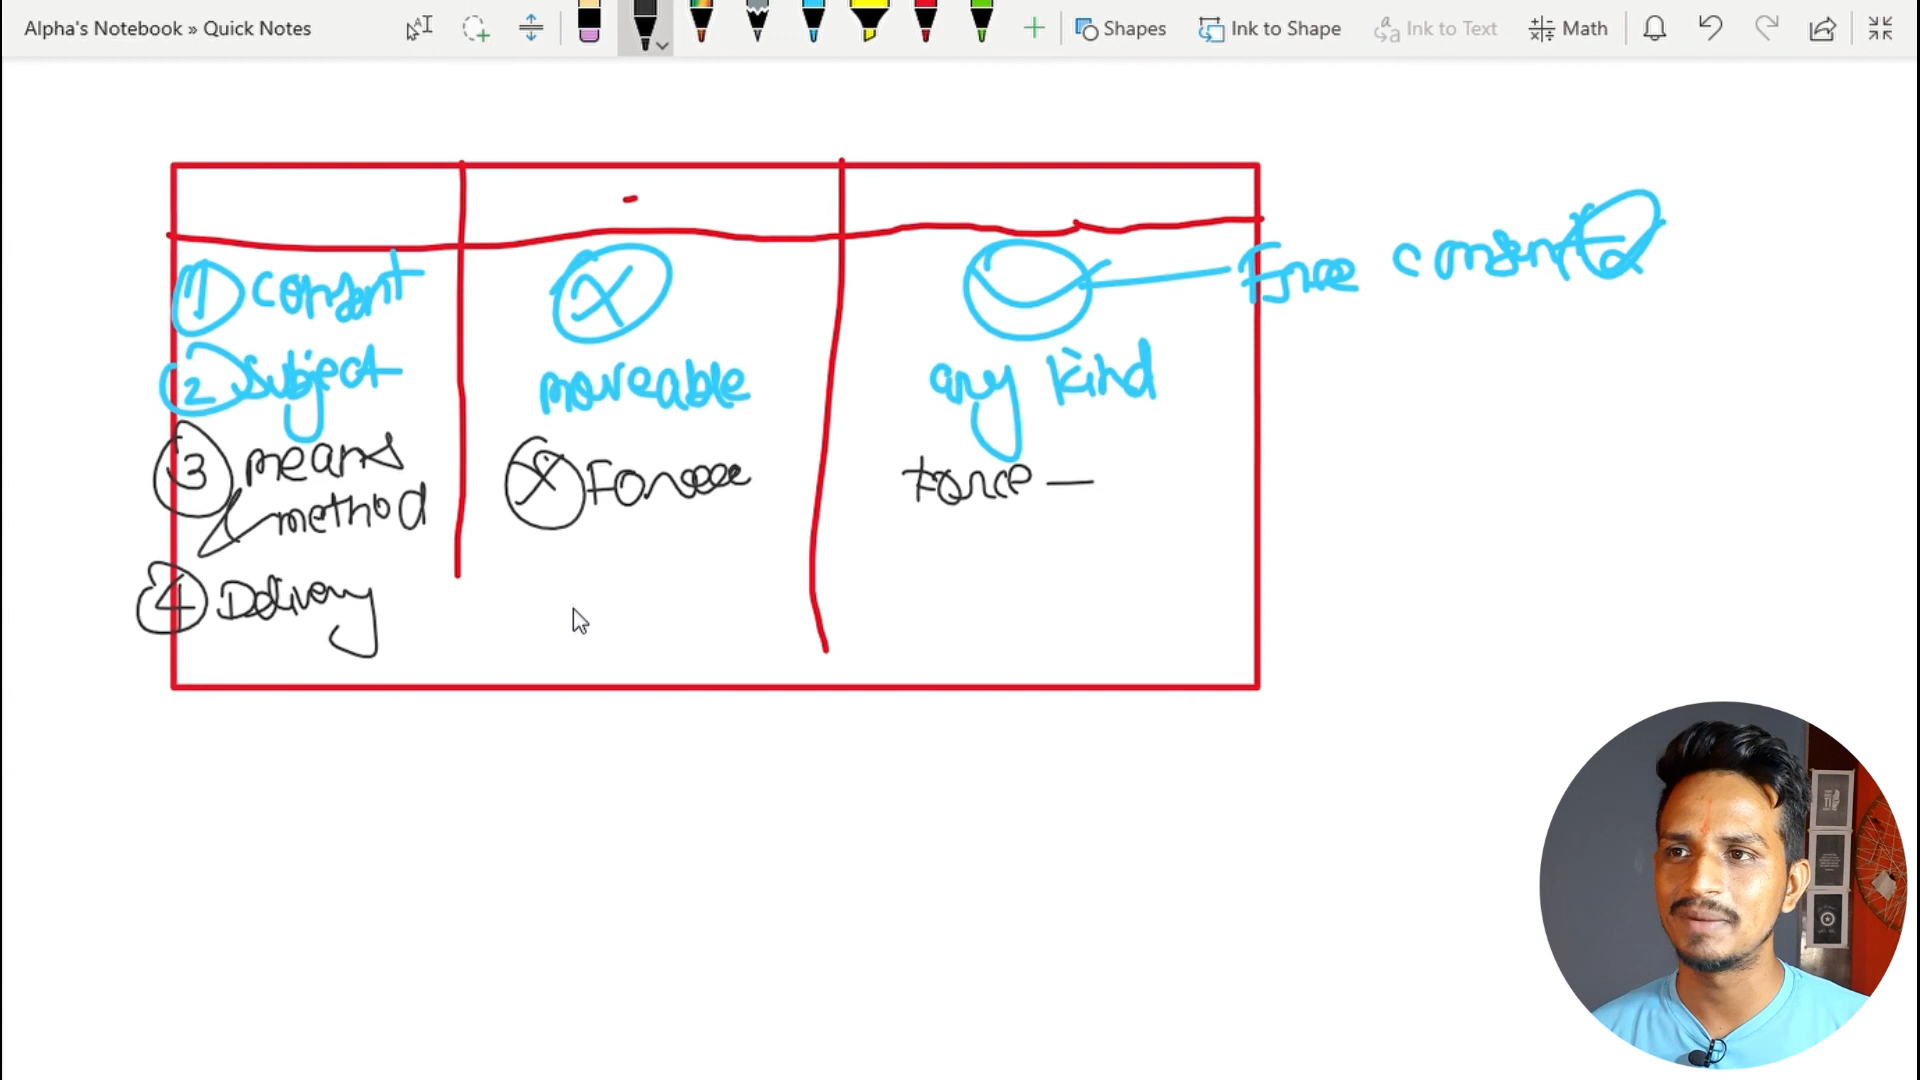 Alpha's Notebook » Quick Notes
Shapes Ink to Shape Ink to Text Math
1 consent X Free consent
2 Subject moveable any kind
3 means X Force Force —
method
4 Delivery